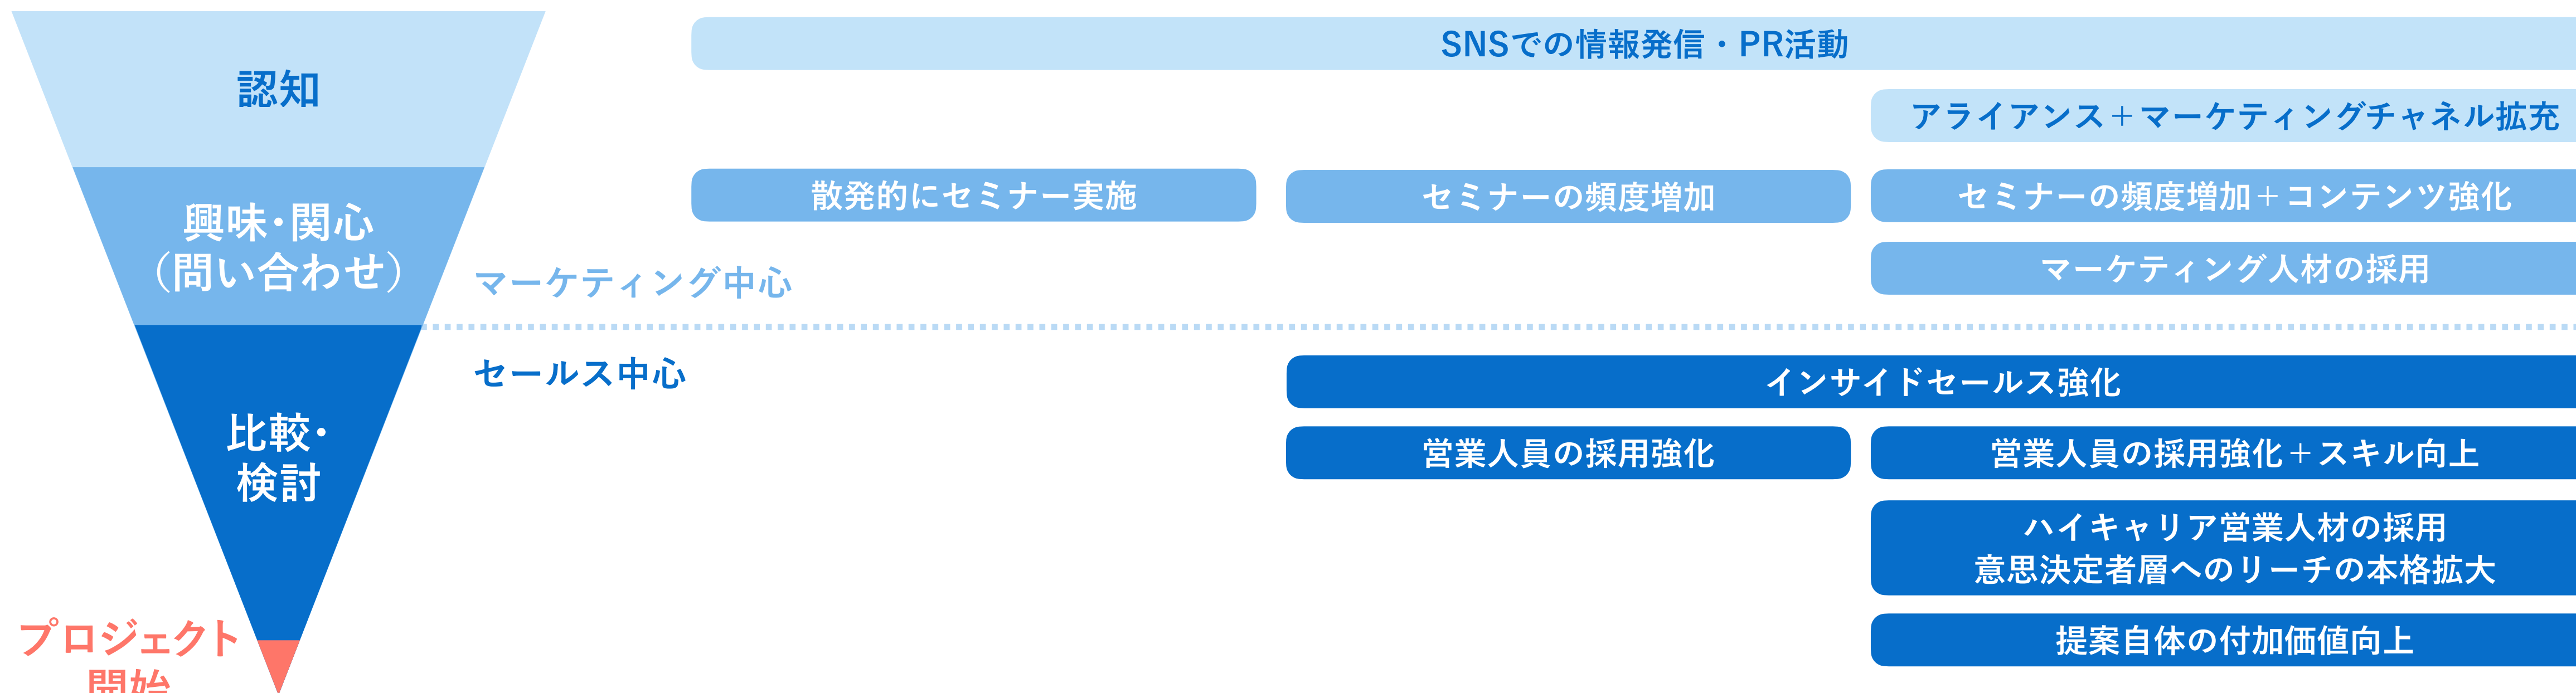 認知
SNSでの情報発信・PR活動
アライアンス＋マーケティングチャネル拡充
興味・関心
（問い合わせ）
散発的にセミナー実施
セミナーの頻度増加
セミナーの頻度増加＋コンテンツ強化
マーケティング人材の採用
マーケティング中心
セールス中心
比較・
検討
インサイドセールス強化
営業人員の採用強化
営業人員の採用強化＋スキル向上
ハイキャリア営業人材の採用
意思決定者層へのリーチの本格拡大
提案自体の付加価値向上
プロジェクト
開始